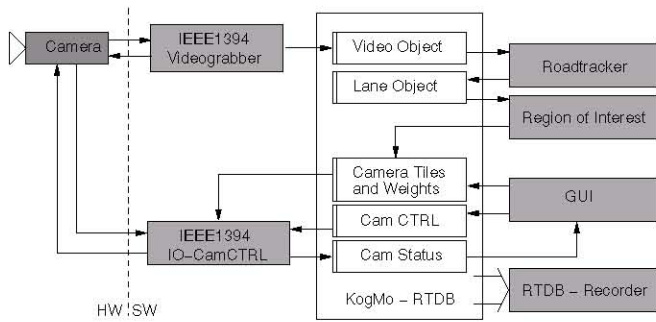 Camera
IEEE1394
Videograbber
Video Object
Lane Object
Roadtracker
Region of Interest
Camera Tiles
and Weights
Cam CTRL
Cam Status
GUI
IEEE1394
IO-CamCTRL
HW
SW
KogMo - RTDB
RTDB - Recorder